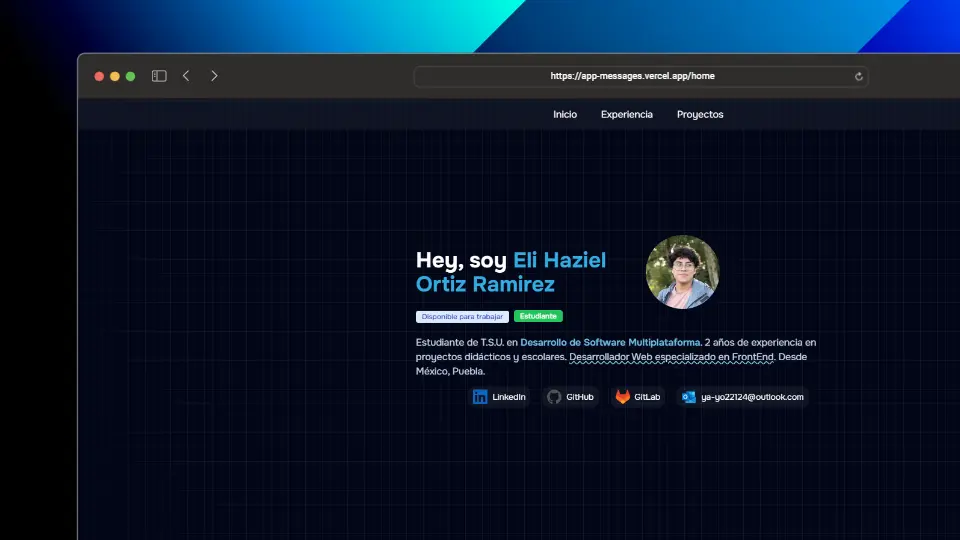 https://app-messages.vercel.app/home
Inicio Experiencia Proyectos
Hey, soy Eli Haziel
Ortiz Ramirez
Disponible para trabajar Estudiante
Estudiante de T.S.U. en Desarrollo de Software Multiplataforma. 2 años de experiencia en
proyectos didácticos y escolares. Desarrollador Web especializado en FrontEnd. Desde
México, Puebla.
LinkedIn GitHub GitLab ya-yo22124@outlook.com